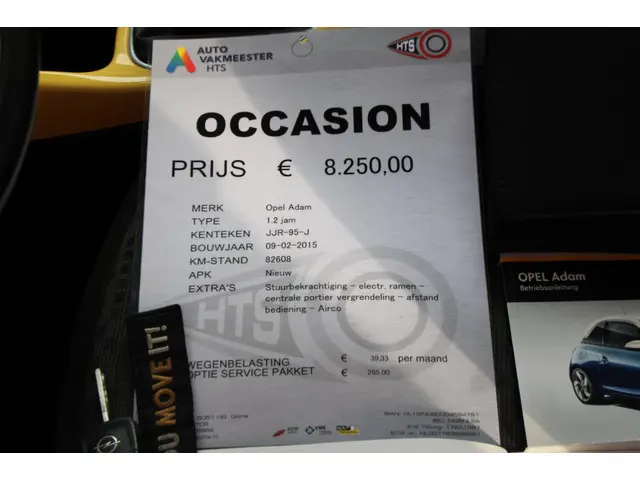 AUTO
VAKMEESTER
HTS
HTS
OCCASION
PRIJS € 8.250,00
MERK Opel Adam
TYPE 1.2 jam
KENTEKEN JJR-95-J
BOUWJAAR 09-02-2015
KM-STAND 82608
APK Nieuw
EXTRA'S Stuurbekrachtiging - electr. ramen -
centrale portier vergrendeling - afstand
bediening - Airco
HTS
WEGENBELASTING € 39,33 per maand
OPTIE SERVICE PAKKET € 295,00
OPEL Adam
Betriebsanleitung
U MOVE IT!